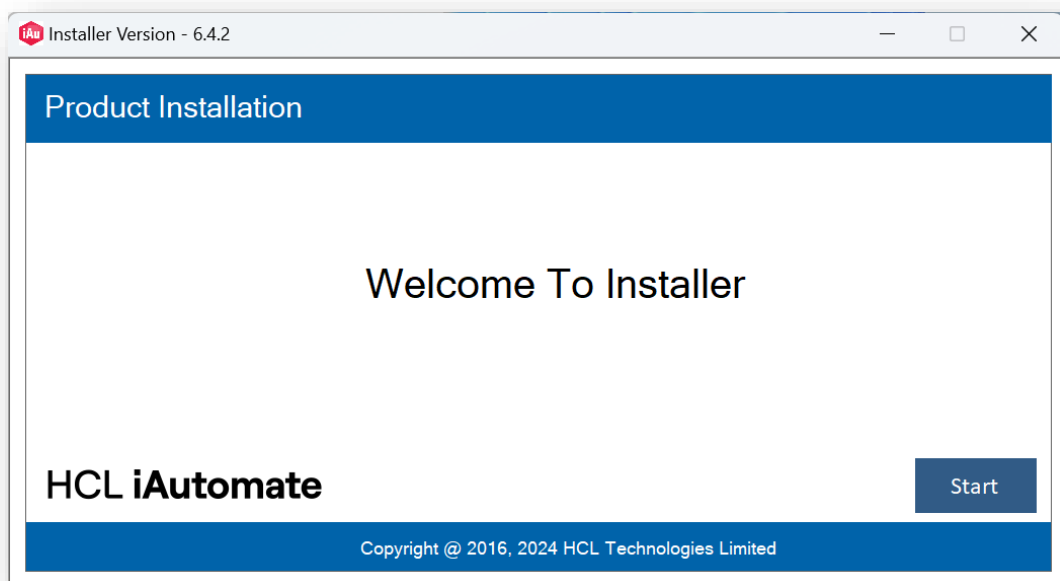 iAu Installer Version - 6.4.2
Product Installation
Welcome To Installer
HCL iAutomate
Start
Copyright @ 2016, 2024 HCL Technologies Limited